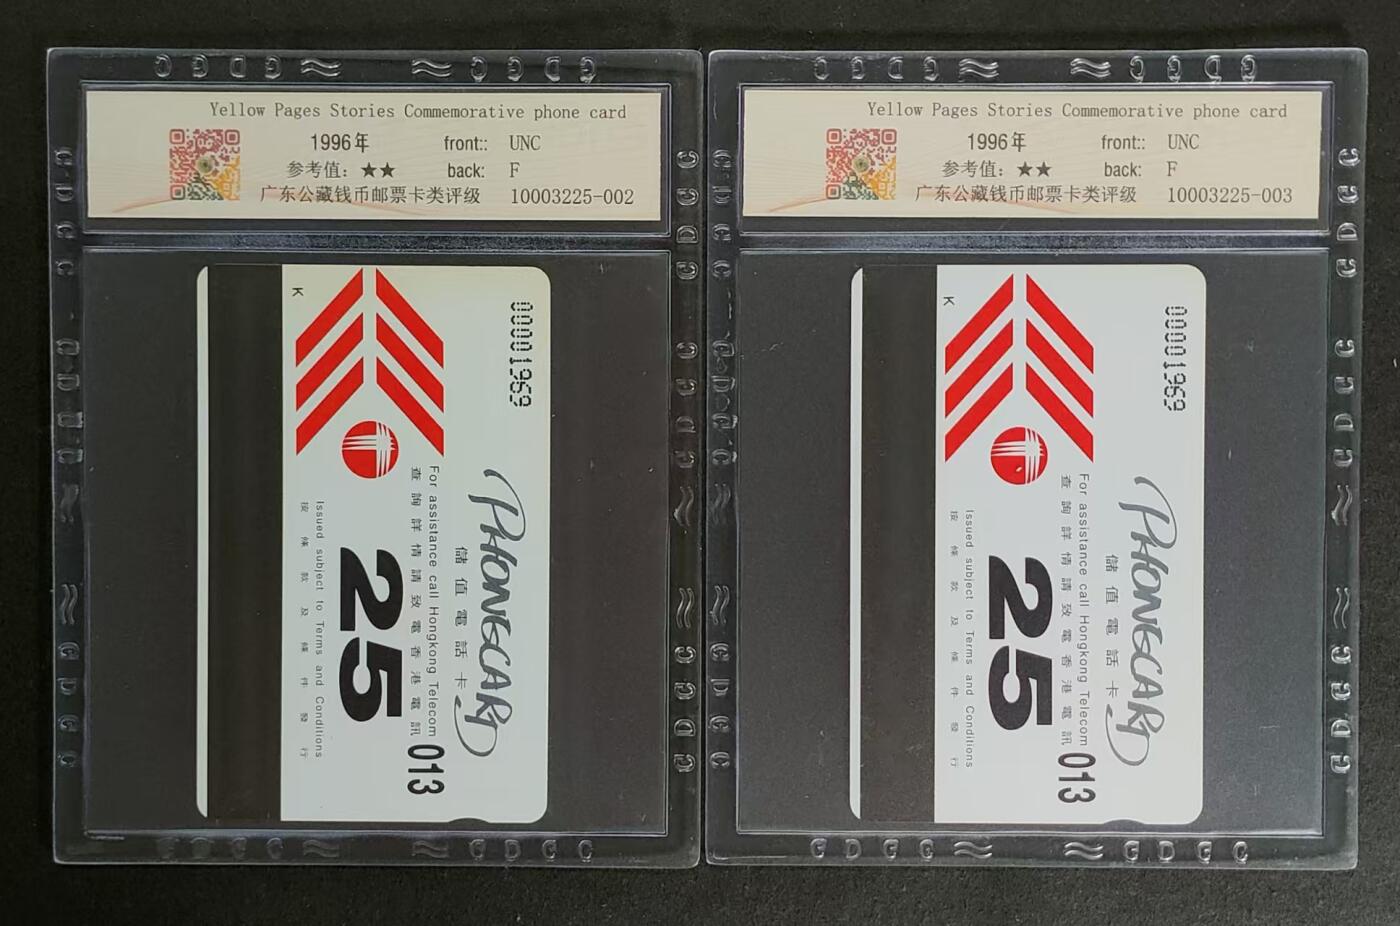 Yellow Pages Stories Commemorative phone card
1996年 front:: UNC
参考值：★★ back: F
广东公藏钱币邮票卡类评级 10003225-002
00001969
K
PHONECARD
儲值電話卡
For assistance call Hongkong Telecom
查詢詳情請致電香港電訊
013
25
Issued subject to Terms and Conditions
按條款及條件發行
Yellow Pages Stories Commemorative phone card
1996年 front:: UNC
参考值：★★ back: F
广东公藏钱币邮票卡类评级 10003225-003
00001969
K
PHONECARD
儲值電話卡
For assistance call Hongkong Telecom
查詢詳情請致電香港電訊
013
25
Issued subject to Terms and Conditions
按條款及條件發行